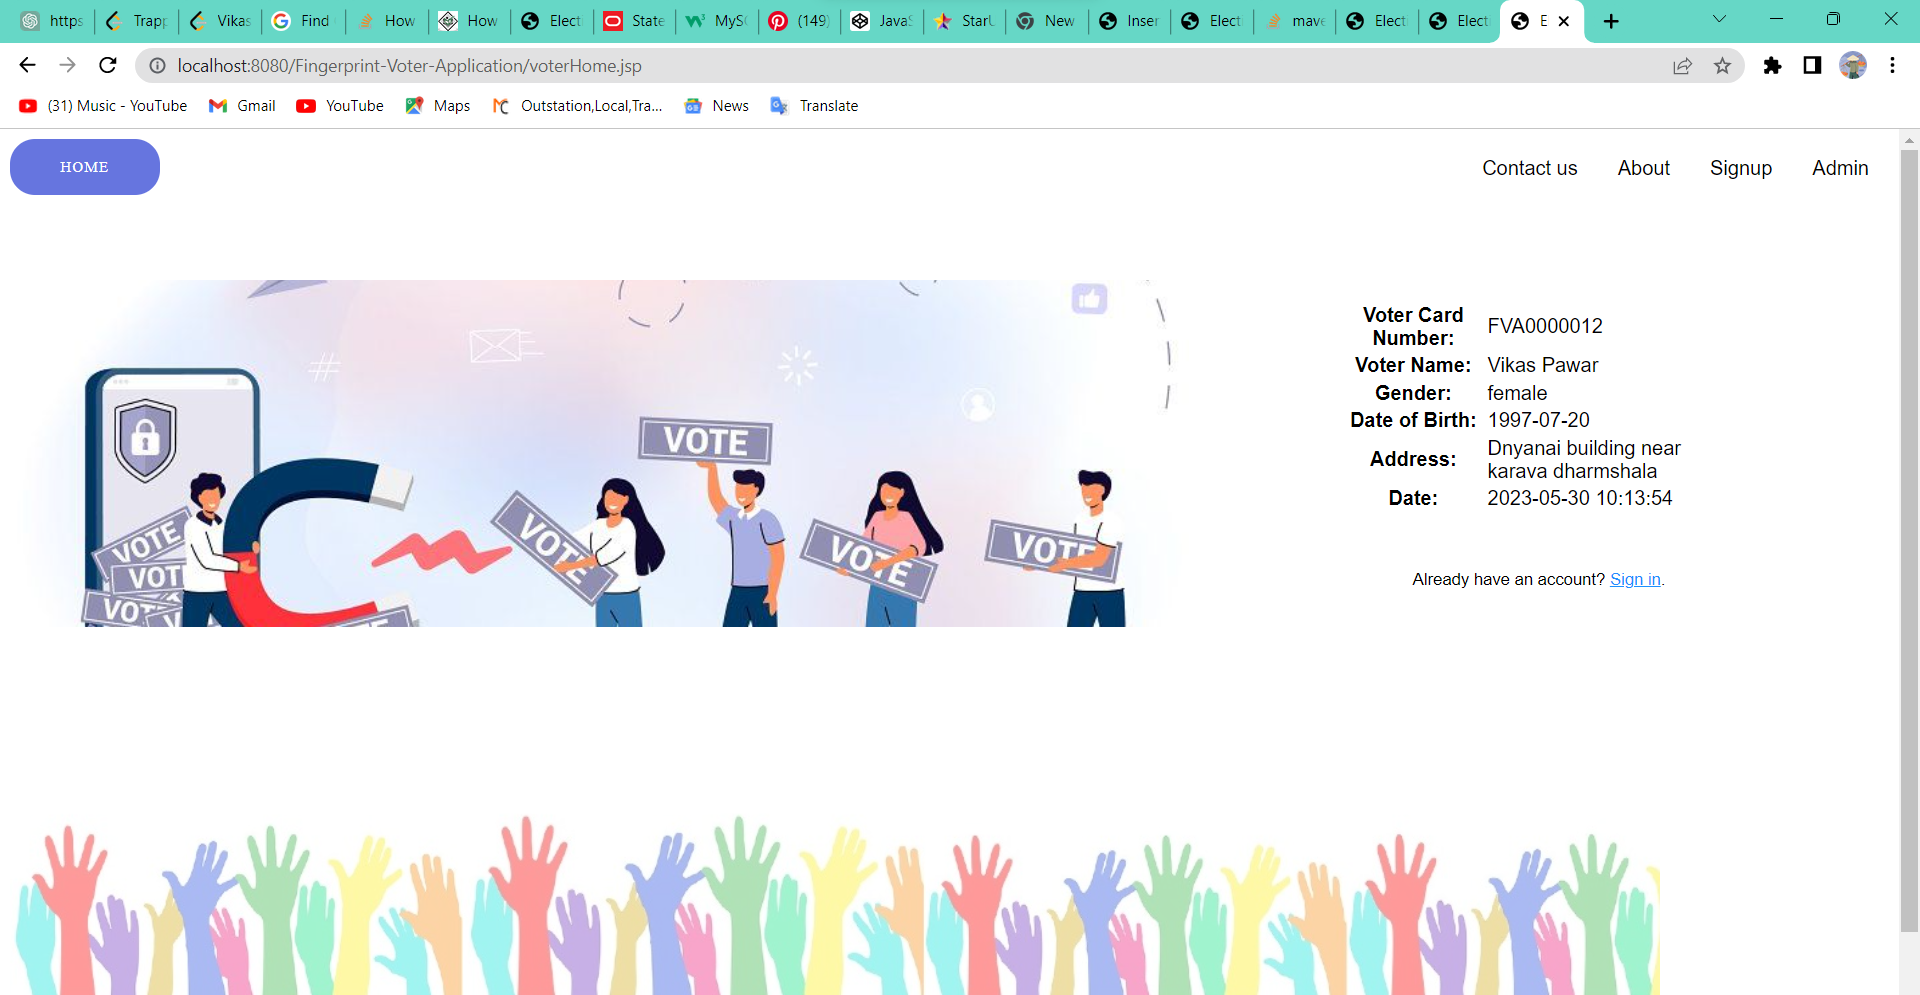 https
Trapp
Vikas
Find
How
How
Elect
State
MySC
(149)
JavaS
StarU
New
Inser
Elect
mave
Elect
Elect
E
localhost:8080/Fingerprint-Voter-Application/voterHome.jsp
(31) Music - YouTube
Gmail
YouTube
Maps
Outstation,Local,Tra...
News
Translate
HOME
Contact us
About
Signup
Admin
VOTE
VOTE
VOTE
VOTE
VOTE
VOT
VOT
Voter Card Number: FVA0000012
Voter Name: Vikas Pawar
Gender: female
Date of Birth: 1997-07-20
Address: Dnyanai building near
karava dharmshala
Date: 2023-05-30 10:13:54
Already have an account? Sign in.